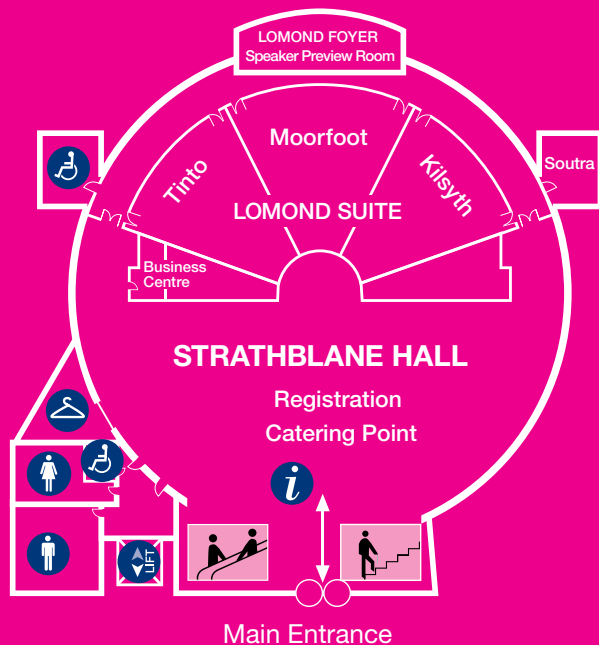 LOMOND FOYER
Speaker Preview Room
Moorfoot
Tinto
Kilsyth
Soutra
LOMOND SUITE
Business
Centre
STRATHBLANE HALL
Registration
Catering Point
i
LIFT
Main Entrance